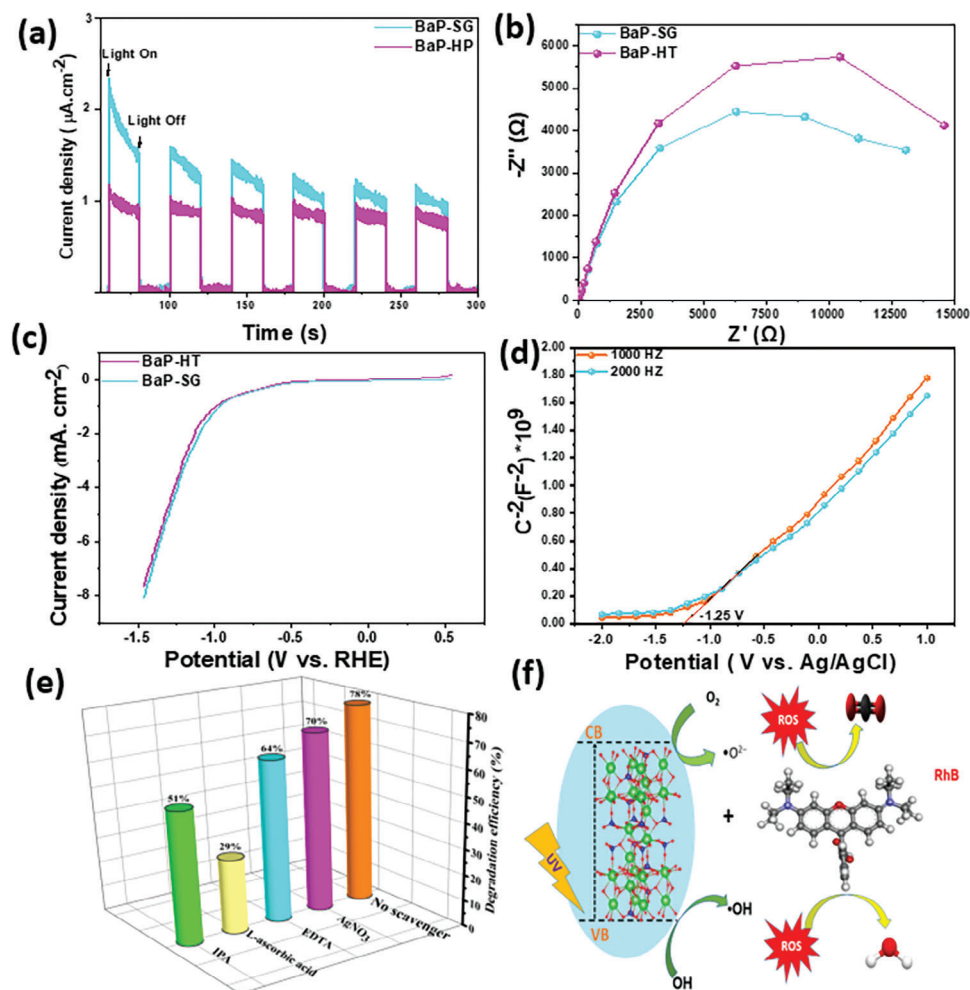 (a)
BaP-SG
BaP-HP
Light On
Light Off
Current density ( µA.cm-2)
3
2
1
100 150 200 250 300
Time (s)
(b)
BaP-SG
BaP-HT
-Z'' (Ω)
6000
5000
4000
3000
2000
1000
0
0 2500 5000 7500 10000 12500 15000
Z' (Ω)
(c)
BaP-HT
BaP-SG
Current density (mA. cm-2)
0
-2
-4
-6
-8
-1.5 -1.0 -0.5 0.0 0.5
Potential (V vs. RHE)
(d)
1000 HZ
2000 HZ
C-2(F-2) *109
2.00
1.80
1.60
1.40
1.20
1.00
0.80
0.60
0.40
0.20
0.00
-1.25 V
-2.0 -1.5 -1.0 -0.5 0.0 0.5 1.0
Potential ( V vs. Ag/AgCl)
(e)
51%
29%
64%
70%
78%
IPA
L-ascorbic acid
EDTA
AgNO3
No scavenger
80
70
60
50
40
30
20
10
0
Degradation efficiency (%)
(f)
O2
CB
•O2-
ROS
RhB
+
UV
VB
•OH
OH
ROS